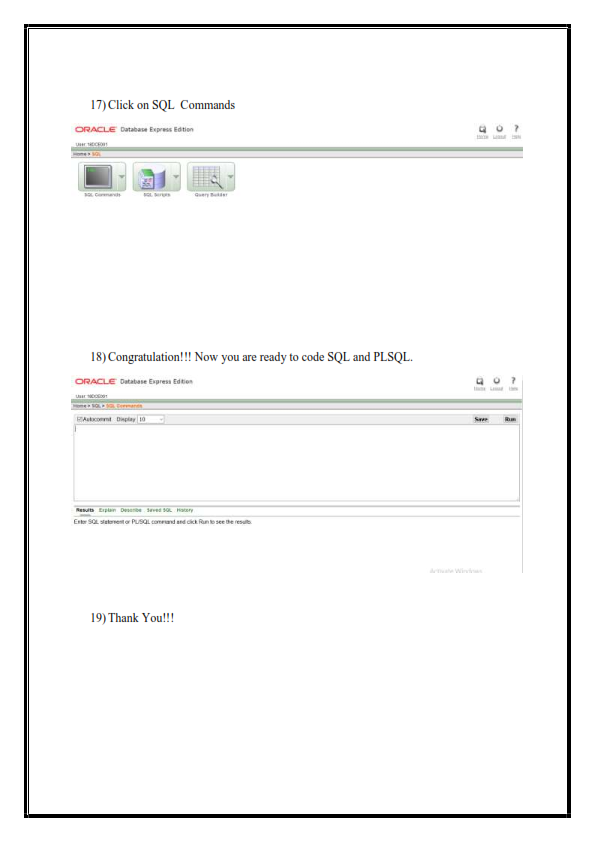 17) Click on SQL Commands
ORACLE Database Express Edition
Home Logout Help
User: 16DCE001
Home > SQL
SQL Commands SQL Scripts Query Builder
18) Congratulation!!! Now you are ready to code SQL and PLSQL.
ORACLE Database Express Edition
Home Logout Help
User: 16DCE001
Home > SQL > SQL Commands
Autocommit Display 10 Save Run
Results Explain Describe Saved SQL History
Enter SQL statement or PL/SQL command and click Run to see the results.
Activate Windows
19) Thank You!!!